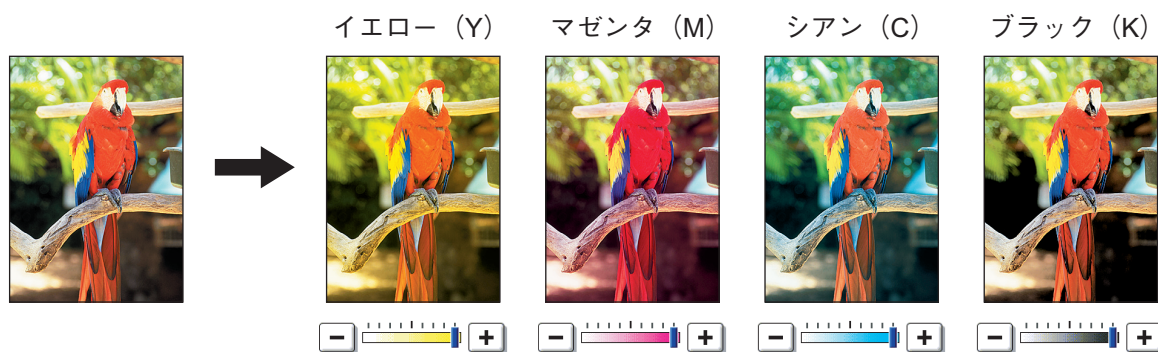 イエロー（Y） マゼンタ（M） シアン（C） ブラック（K）
− + − + − + − +